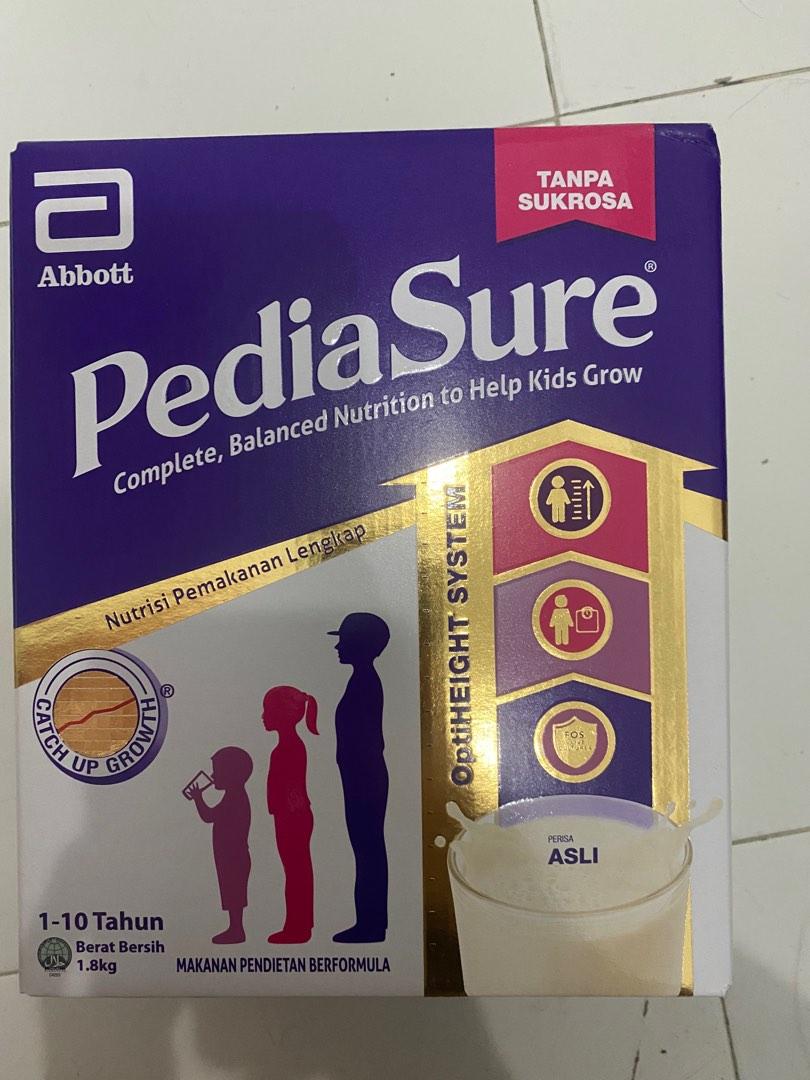 TANPA
SUKROSA
Abbott
PediaSure®
Complete, Balanced Nutrition to Help Kids Grow
Nutrisi Pemakanan Lengkap
OptiHEIGHT SYSTEM
CATCH UP GROWTH®
FOS
PERISA
ASLI
1-10 Tahun
Berat Bersih
1.8kg
MAKANAN PENDIETAN BERFORMULA